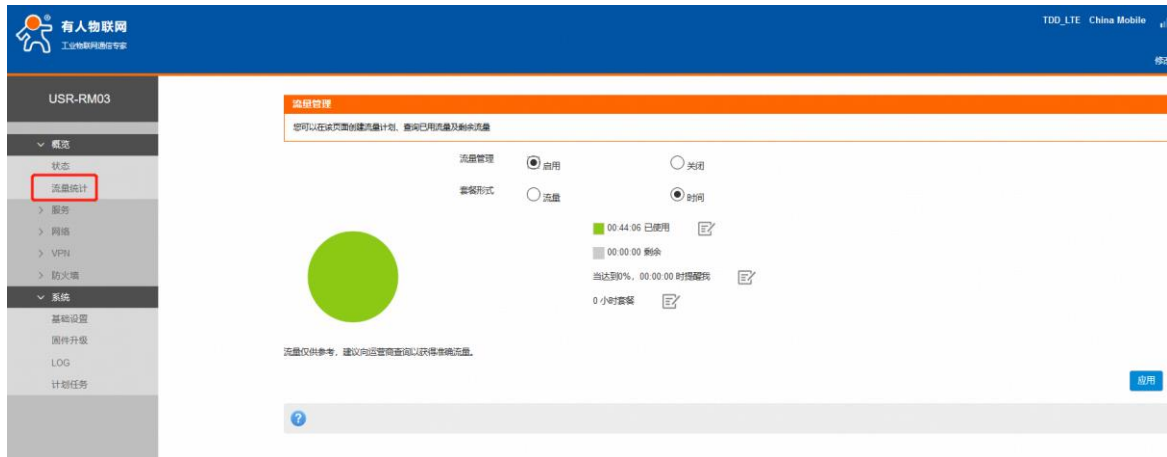 有人物联网
工业物联网通信专家
TDD_LTE China Mobile
修改
USR-RM03
概览
状态
流量统计
服务
网络
VPN
防火墙
系统
基础设置
固件升级
LOG
计划任务
流量管理
您可以在该页面创建流量计划、查询已用流量及剩余流量
流量管理 启用 关闭
套餐形式 流量 时间
00:44:06 已使用
00:00:00 剩余
当达到0%，00:00:00 时提醒我
0 小时套餐
流量仅供参考，建议向运营商查询以获得准确流量。
应用